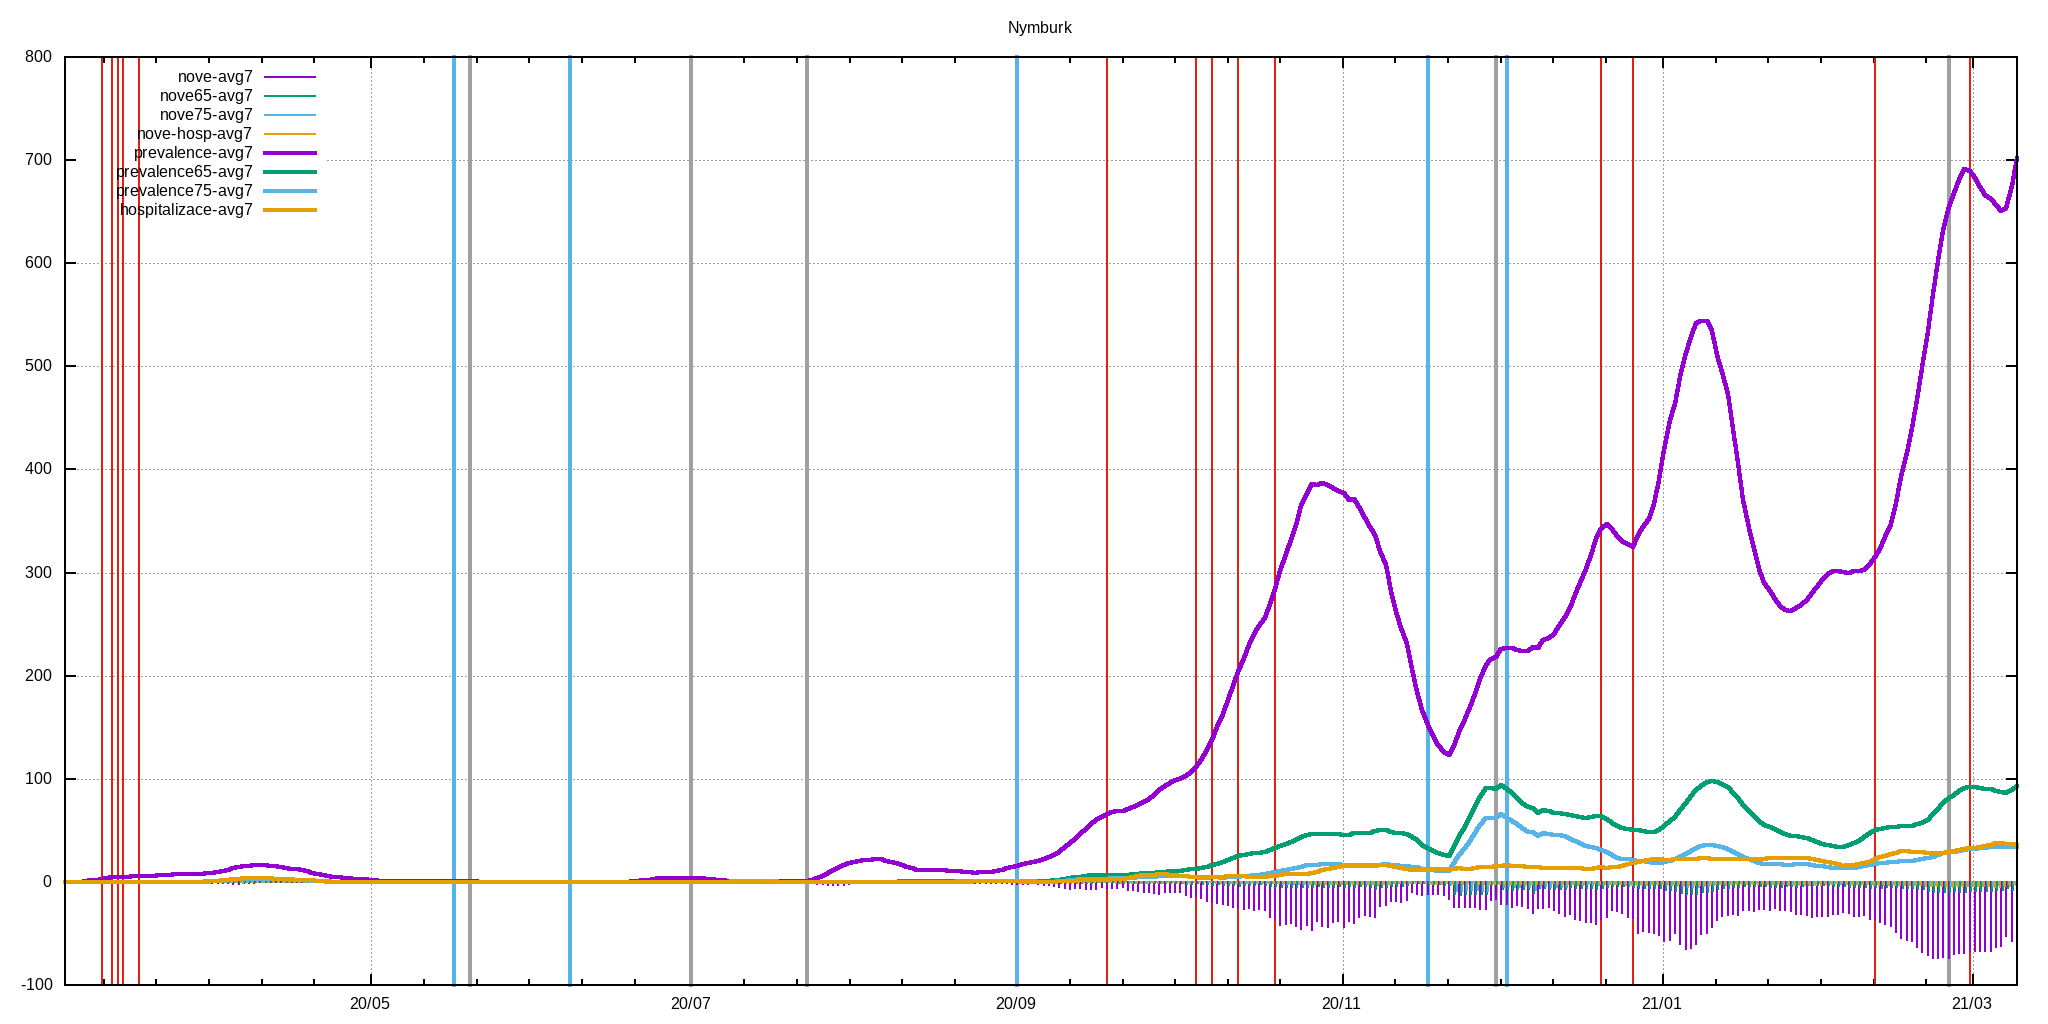 Nymburk
800
700
600
500
400
300
200
100
0
-100
nove-avg7
nove65-avg7
nove75-avg7
nove-hosp-avg7
prevalence-avg7
prevalence65-avg7
prevalence75-avg7
hospitalizace-avg7
20/05 20/07 20/09 20/11 21/01 21/03